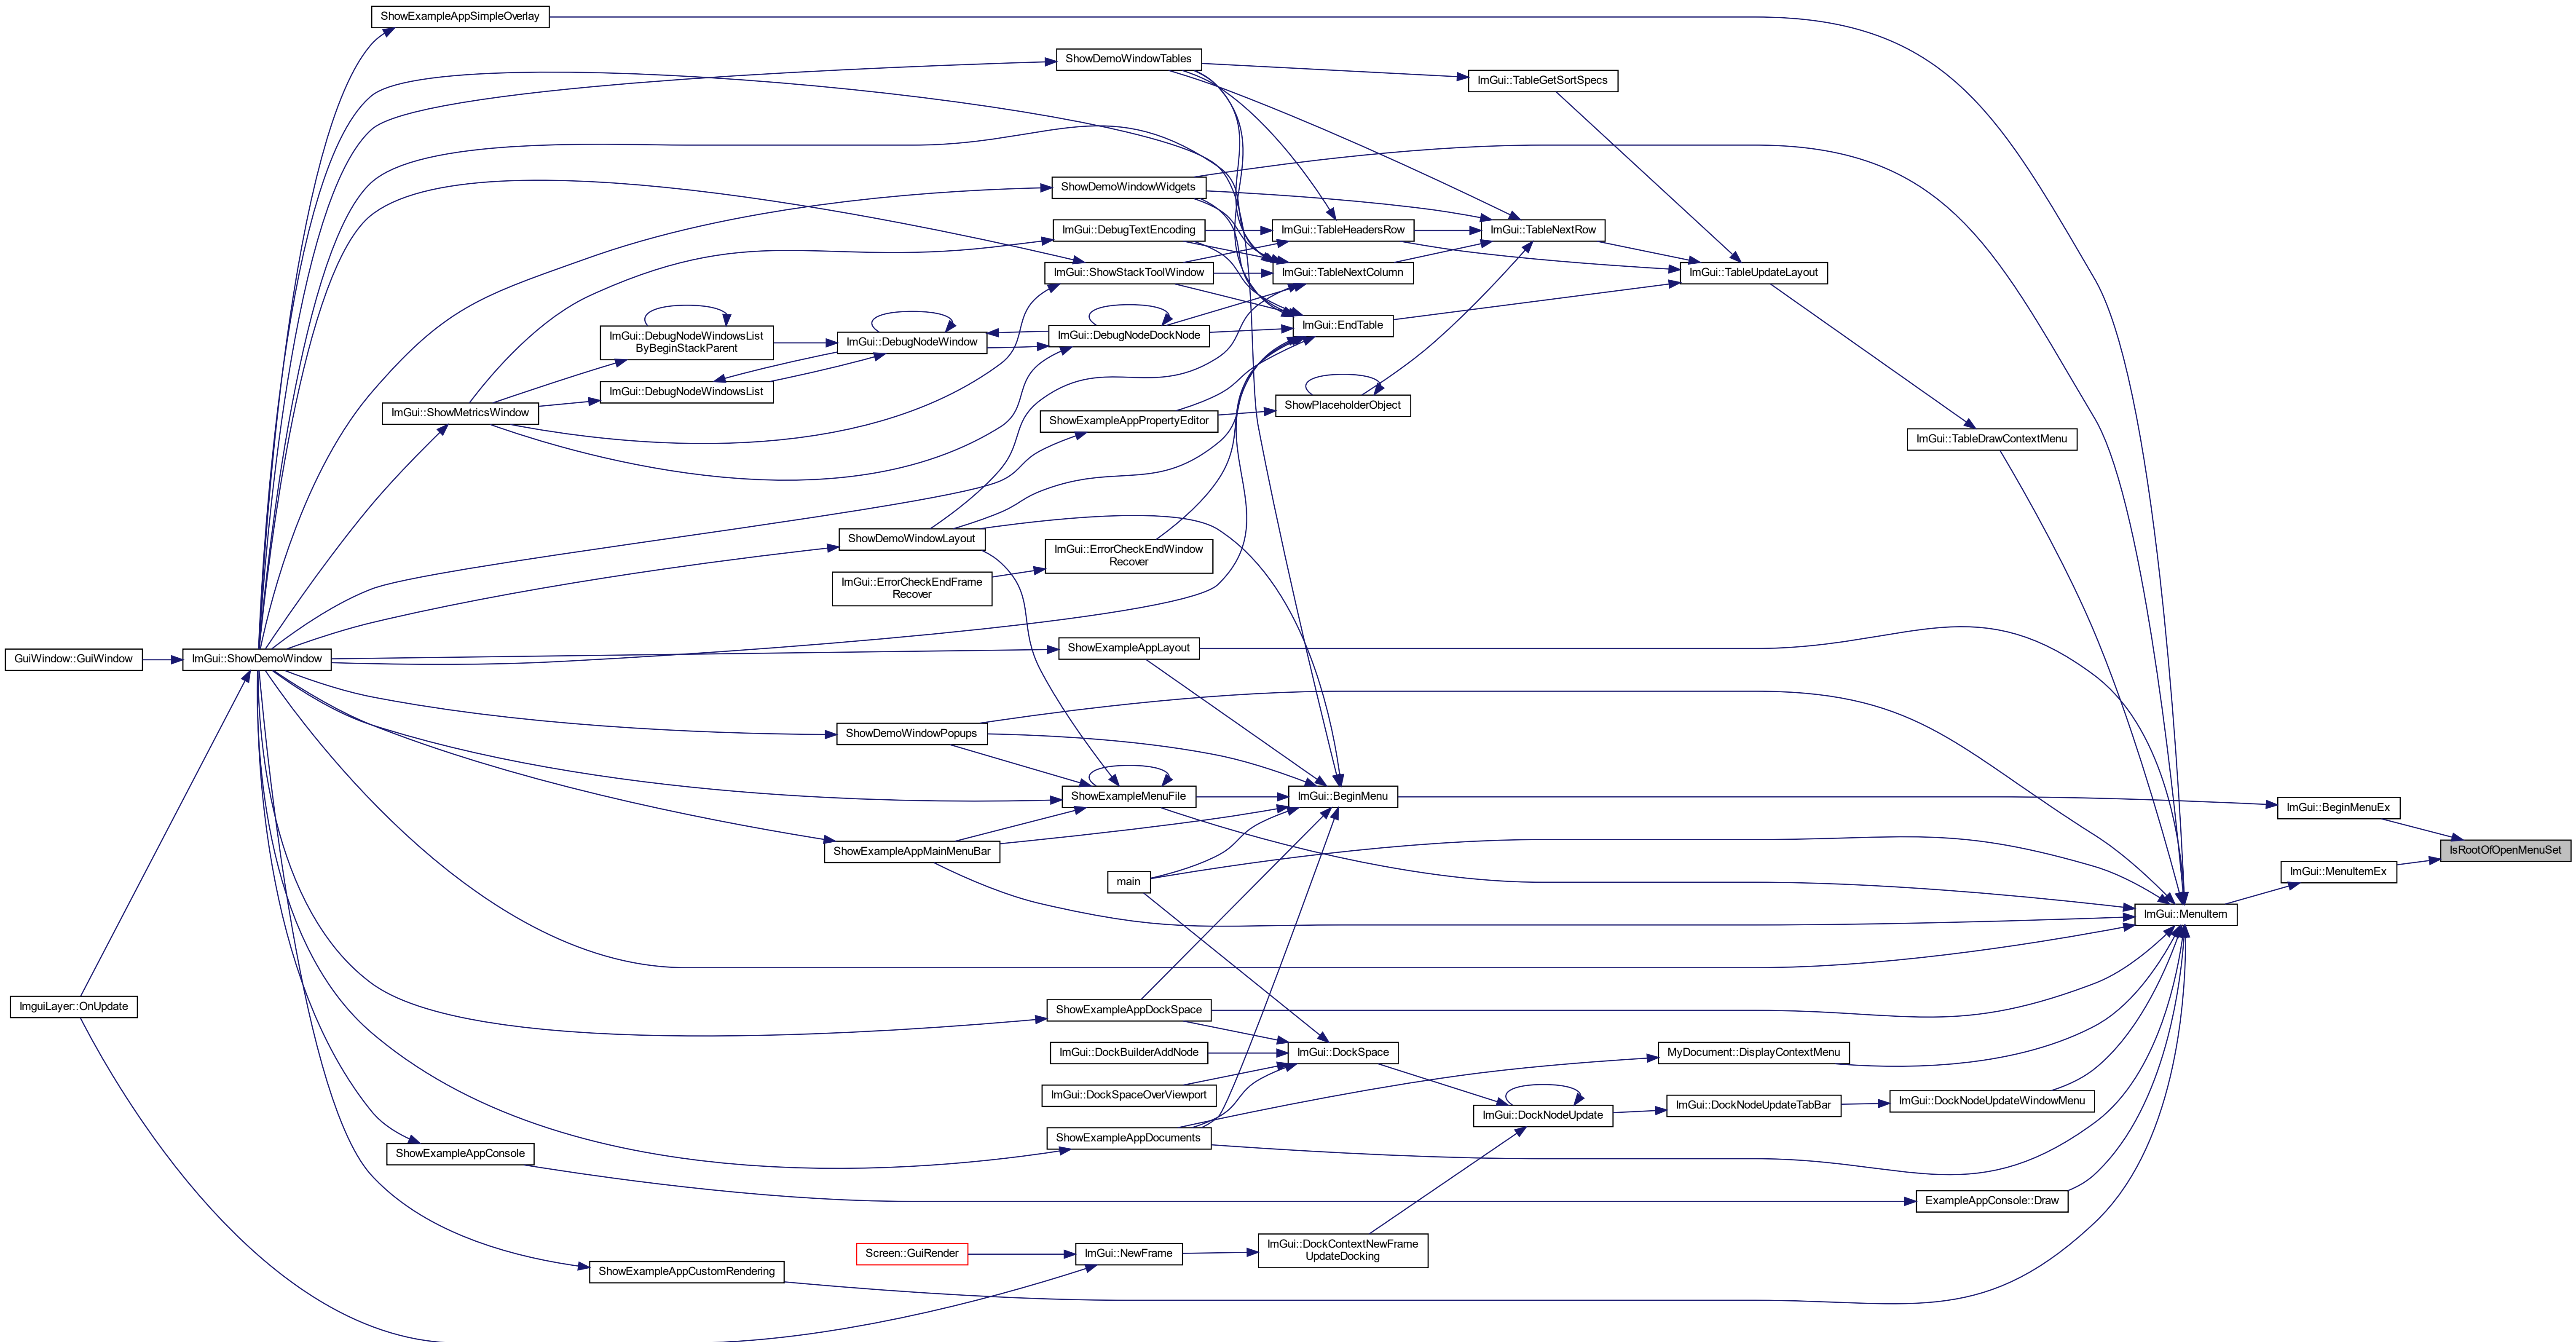 ShowExampleAppSimpleOverlay
ShowDemoWindowTables
ImGui::TableGetSortSpecs
ShowDemoWindowWidgets
ImGui::DebugTextEncoding
ImGui::TableHeadersRow
ImGui::TableNextRow
ImGui::ShowStackToolWindow
ImGui::TableNextColumn
ImGui::TableUpdateLayout
ImGui::DebugNodeWindowsList
ByBeginStackParent
ImGui::DebugNodeWindow
ImGui::DebugNodeDockNode
ImGui::EndTable
ImGui::DebugNodeWindowsList
ImGui::ShowMetricsWindow
ShowExampleAppPropertyEditor
ShowPlaceholderObject
ImGui::TableDrawContextMenu
ShowDemoWindowLayout
ImGui::ErrorCheckEndWindow
Recover
ImGui::ErrorCheckEndFrame
Recover
GuiWindow::GuiWindow
ImGui::ShowDemoWindow
ShowExampleAppLayout
ShowDemoWindowPopups
ShowExampleMenuFile
ImGui::BeginMenu
ImGui::BeginMenuEx
ShowExampleAppMainMenuBar
IsRootOfOpenMenuSet
main
ImGui::MenuItemEx
ImGui::MenuItem
ImguiLayer::OnUpdate
ShowExampleAppDockSpace
ImGui::DockBuilderAddNode
ImGui::DockSpace
MyDocument::DisplayContextMenu
ImGui::DockSpaceOverViewport
ImGui::DockNodeUpdate
ImGui::DockNodeUpdateTabBar
ImGui::DockNodeUpdateWindowMenu
ShowExampleAppDocuments
ShowExampleAppConsole
ExampleAppConsole::Draw
Screen::GuiRender
ImGui::NewFrame
ImGui::DockContextNewFrame
UpdateDocking
ShowExampleAppCustomRendering